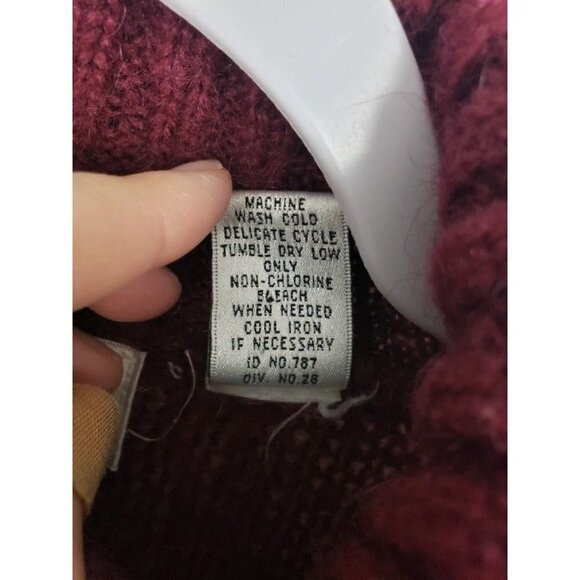 MACHINE
WASH COLD
DELICATE CYCLE
TUMBLE DRY LOW
ONLY
NON-CHLORINE
BLEACH
WHEN NEEDED
COOL IRON
IF NECESSARY
ID NO.787
DIV. NO.26